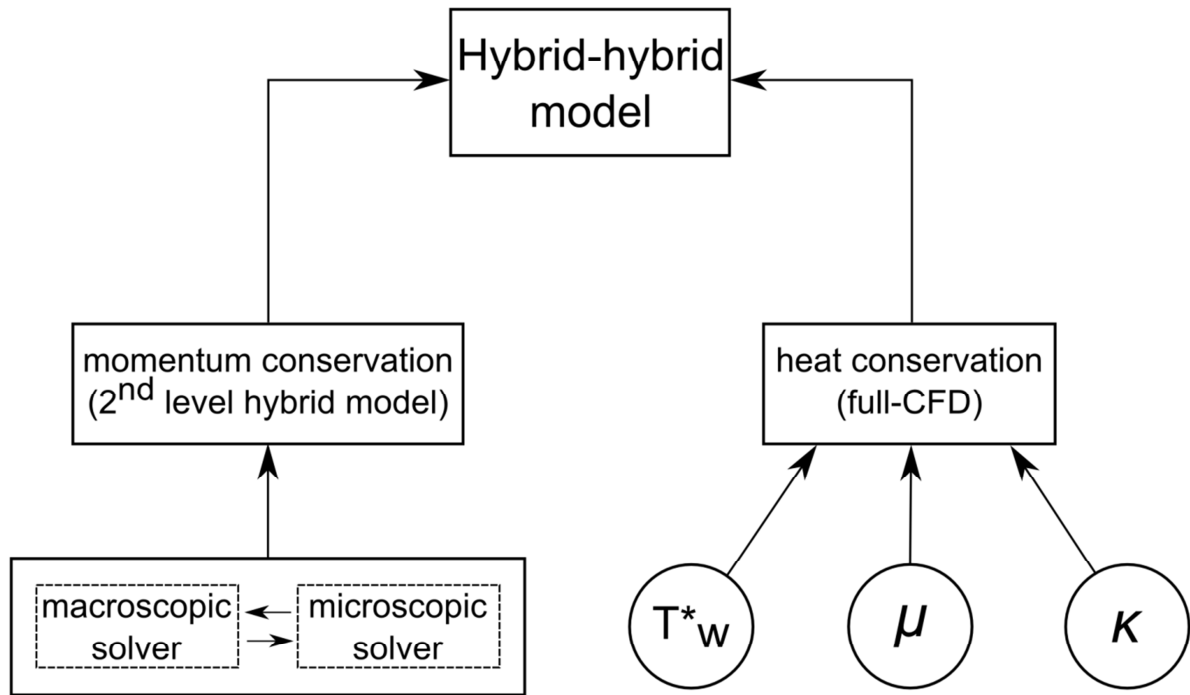 Hybrid-hybrid
model
momentum conservation
(2nd level hybrid model)
heat conservation
(full-CFD)
macroscopic
solver
microscopic
solver
T*w
μ
κ